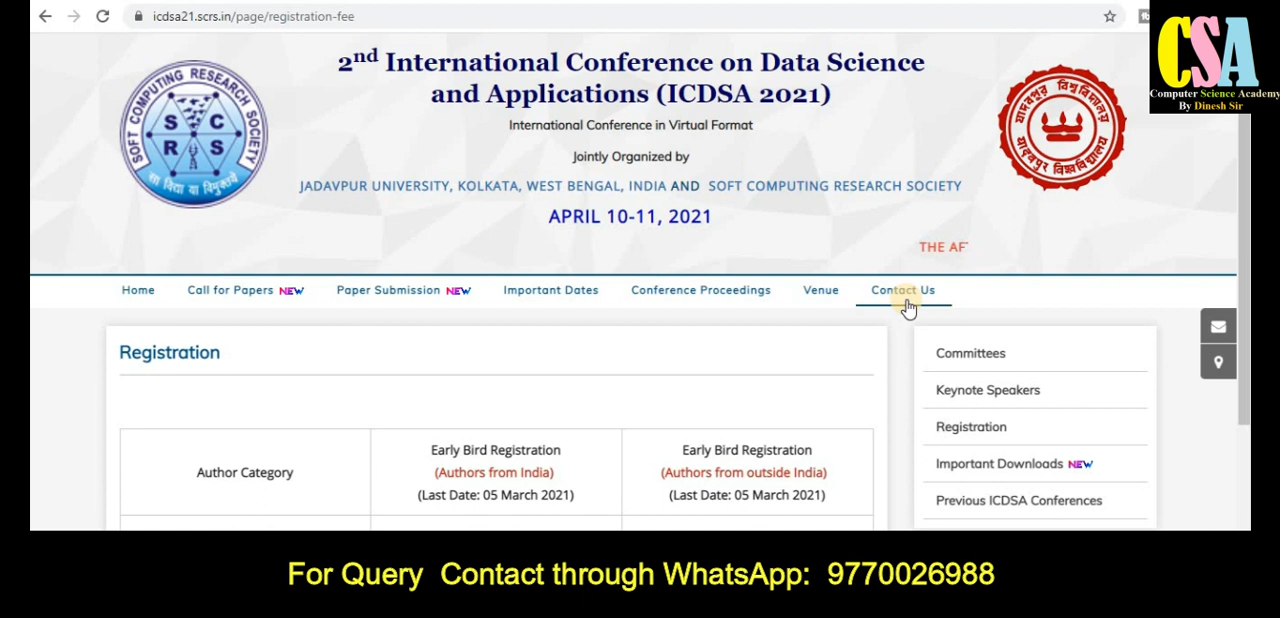 icdsa21.scrs.in/page/registration-fee
CSA
Computer Science Academy
By Dinesh Sir
SOFT COMPUTING RESEARCH SOCIETY
S C
R S
2nd International Conference on Data Science
and Applications (ICDSA 2021)
International Conference in Virtual Format
Jointly Organized by
JADAVPUR UNIVERSITY, KOLKATA, WEST BENGAL, INDIA AND SOFT COMPUTING RESEARCH SOCIETY
APRIL 10-11, 2021
THE AF
Home
Call for Papers NEW
Paper Submission NEW
Important Dates
Conference Proceedings
Venue
Contact Us
Registration
Author Category
Early Bird Registration
(Authors from India)
(Last Date: 05 March 2021)
Early Bird Registration
(Authors from outside India)
(Last Date: 05 March 2021)
Committees
Keynote Speakers
Registration
Important Downloads NEW
Previous ICDSA Conferences
For Query Contact through WhatsApp: 9770026988